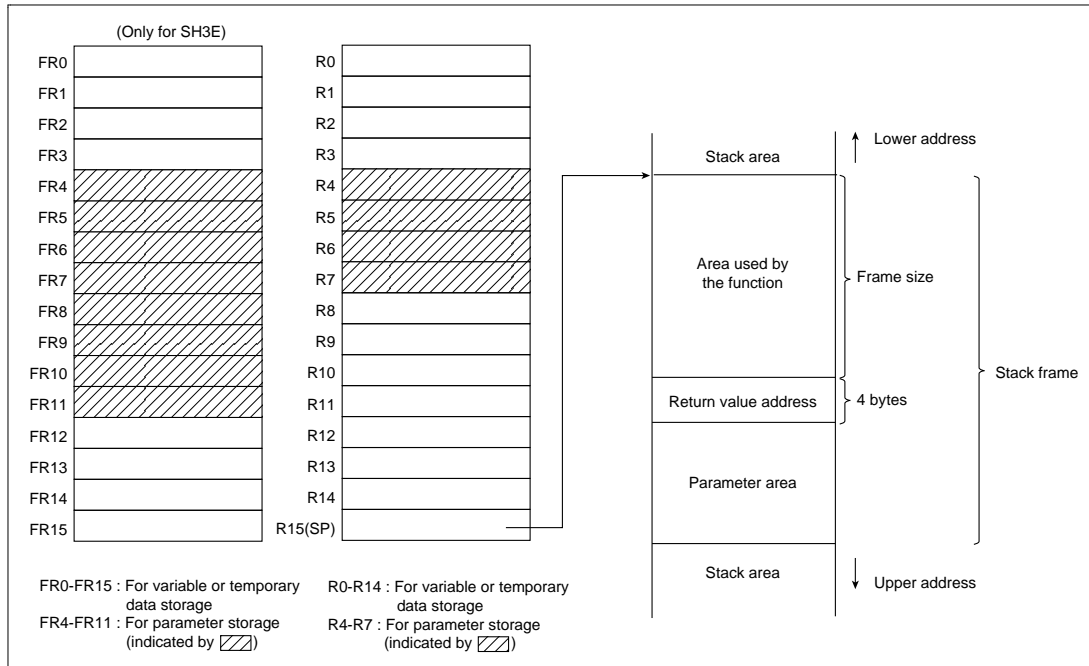 (Only for SH3E)
FR0
FR1
FR2
FR3
FR4
FR5
FR6
FR7
FR8
FR9
FR10
FR11
FR12
FR13
FR14
FR15
R0
R1
R2
R3
R4
R5
R6
R7
R8
R9
R10
R11
R12
R13
R14
R15(SP)
Stack area
Area used by
the function
Return value address
Parameter area
Stack area
Lower address
Frame size
4 bytes
Stack frame
Upper address
FR0-FR15 : For variable or temporary
data storage
FR4-FR11 : For parameter storage
(indicated by )
R0-R14 : For variable or temporary
data storage
R4-R7 : For parameter storage
(indicated by )